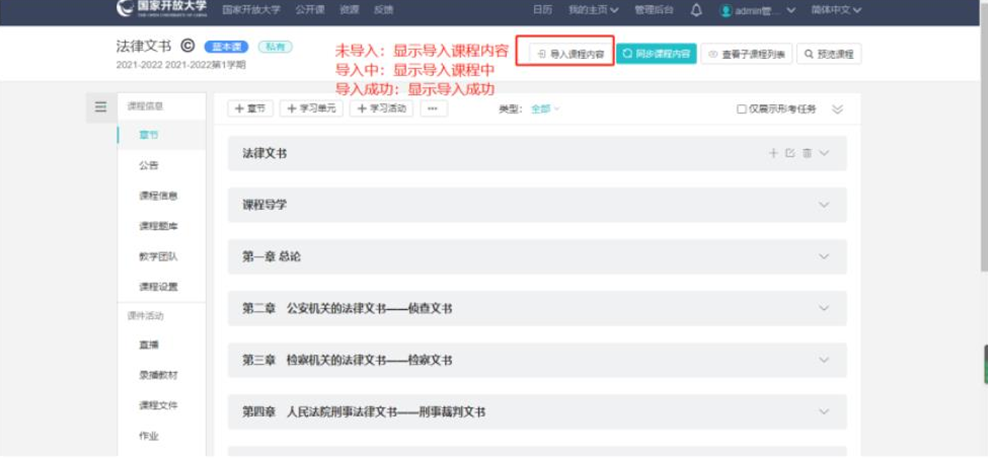 国家开放大学 国家开放大学 公开课 资源 反馈 日历 我的主页 管理后台 admin管... 简体中文
THE OPEN UNIVERSITY OF CHINA
法律文书 © 蓝本课 私有
2021-2022 2021-2022第1学期
未导入：显示导入课程内容
导入中：显示导入课程中
导入成功：显示导入成功
导入课程内容 同步课程内容 查看子课程列表 预览课程
课程信息
章节
公告
课程信息
课程题库
教学团队
课程设置
课件活动
直播
录播教材
课程文件
作业
+ 章节 + 学习单元 + 学习活动 ··· 类型： 全部 仅展示形考任务
法律文书
课程导学
第一章 总论
第二章 公安机关的法律文书——侦查文书
第三章 检察机关的法律文书——检察文书
第四章 人民法院刑事法律文书——刑事裁判文书